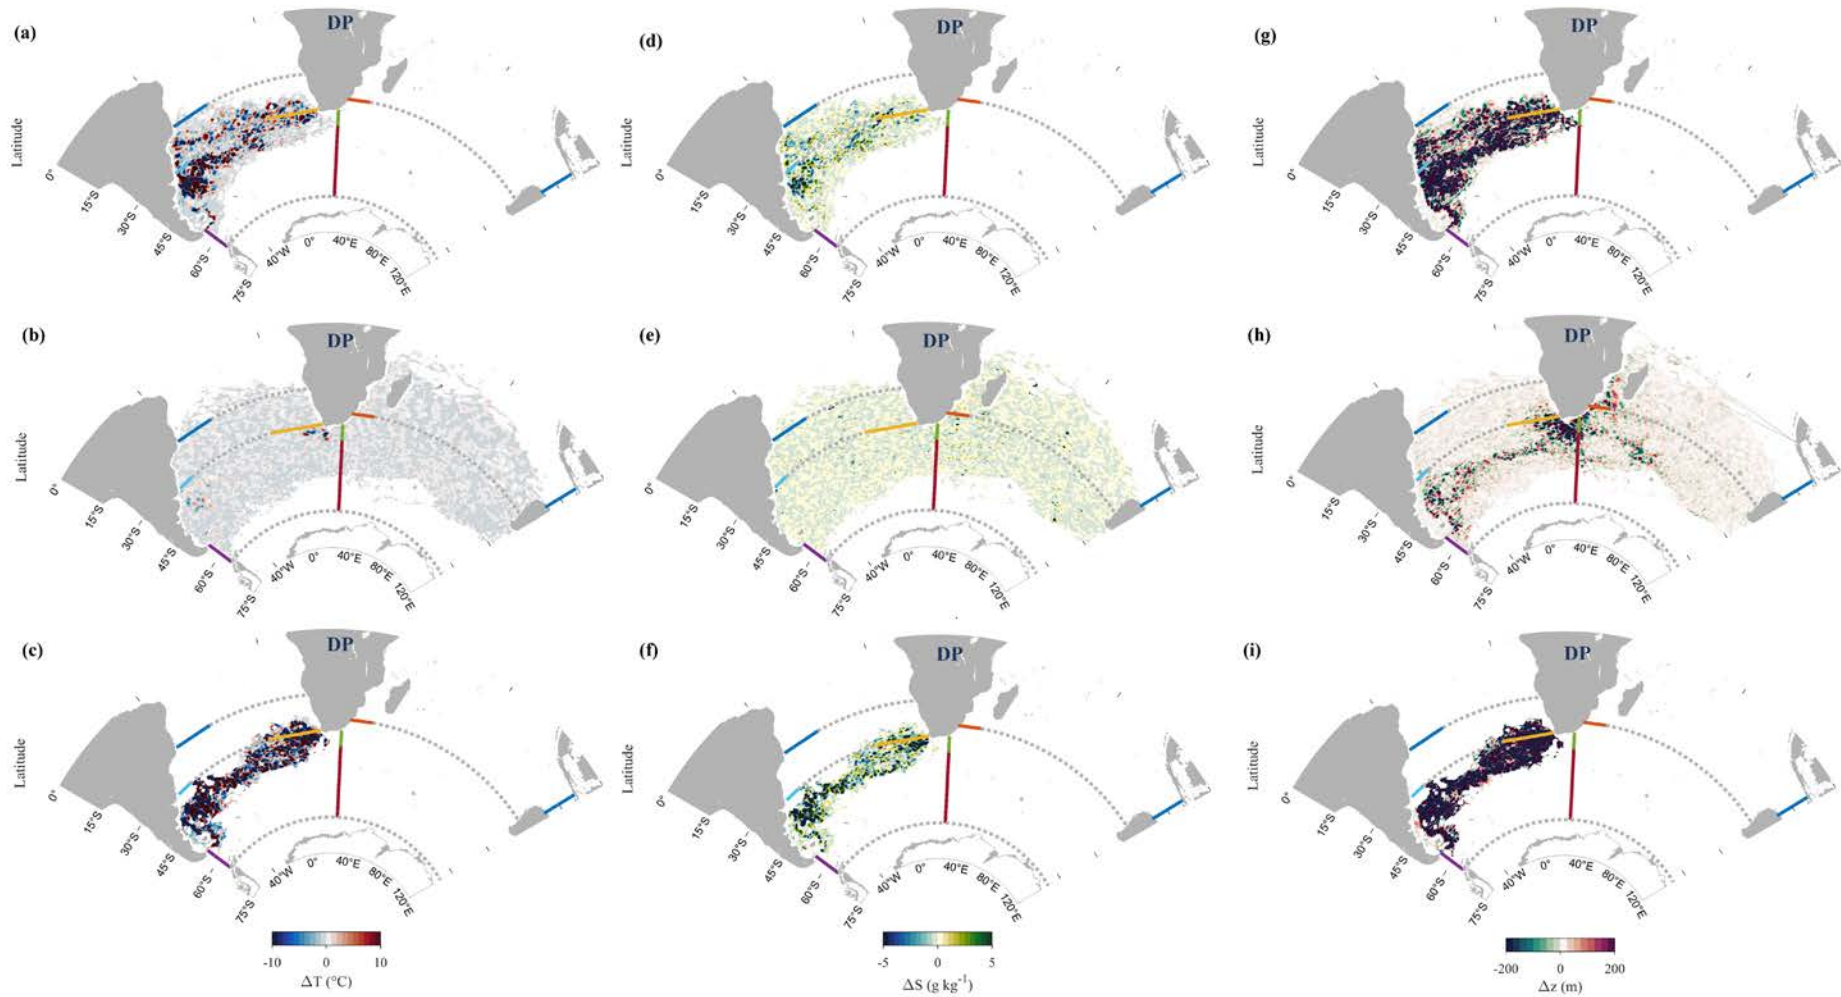 (a)
DP
Latitude
0°
15°S
30°S
45°S
60°S
75°S
40°W
0°
40°E
80°E
120°E
(d)
DP
Latitude
0°
15°S
30°S
45°S
60°S
75°S
40°W
0°
40°E
80°E
120°E
(g)
DP
Latitude
0°
15°S
30°S
45°S
60°S
75°S
40°W
0°
40°E
80°E
120°E
(b)
DP
Latitude
0°
15°S
30°S
45°S
60°S
75°S
40°W
0°
40°E
80°E
120°E
(e)
DP
Latitude
0°
15°S
30°S
45°S
60°S
75°S
40°W
0°
40°E
80°E
120°E
(h)
DP
Latitude
0°
15°S
30°S
45°S
60°S
75°S
40°W
0°
40°E
80°E
120°E
(c)
DP
Latitude
0°
15°S
30°S
45°S
60°S
75°S
40°W
0°
40°E
80°E
120°E
-10 0 10
ΔT (°C)
(f)
DP
Latitude
0°
15°S
30°S
45°S
60°S
75°S
40°W
0°
40°E
80°E
120°E
-5 0 5
ΔS (g kg⁻¹)
(i)
DP
Latitude
0°
15°S
30°S
45°S
60°S
75°S
40°W
0°
40°E
80°E
120°E
-200 0 200
Δz (m)